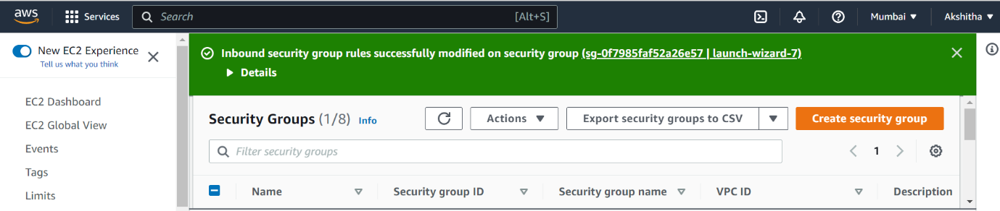 aws
Services
Search
[Alt+S]
Mumbai
Akshitha
New EC2 Experience
Tell us what you think
EC2 Dashboard
EC2 Global View
Events
Tags
Limits
Inbound security group rules successfully modified on security group (sg-0f7985faf52a26e57 | launch-wizard-7)
Details
Security Groups (1/8) Info
Actions
Export security groups to CSV
Create security group
Filter security groups
1
Name
Security group ID
Security group name
VPC ID
Description